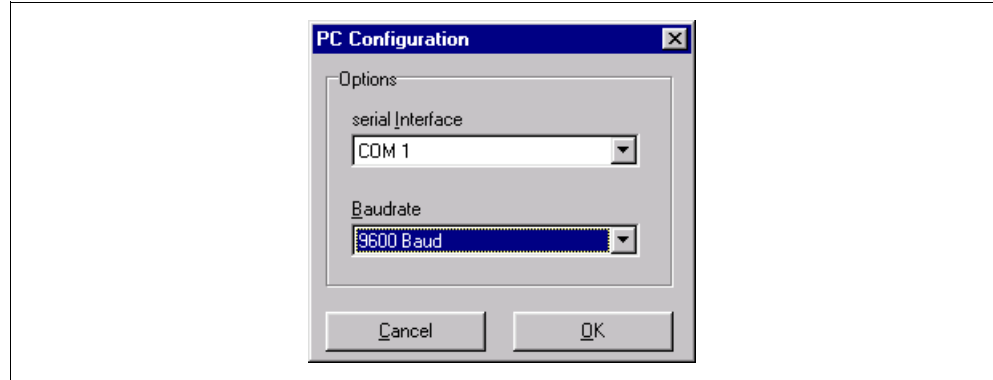 PC Configuration
Options
serial Interface
COM 1
Baudrate
9600 Baud
Cancel
OK